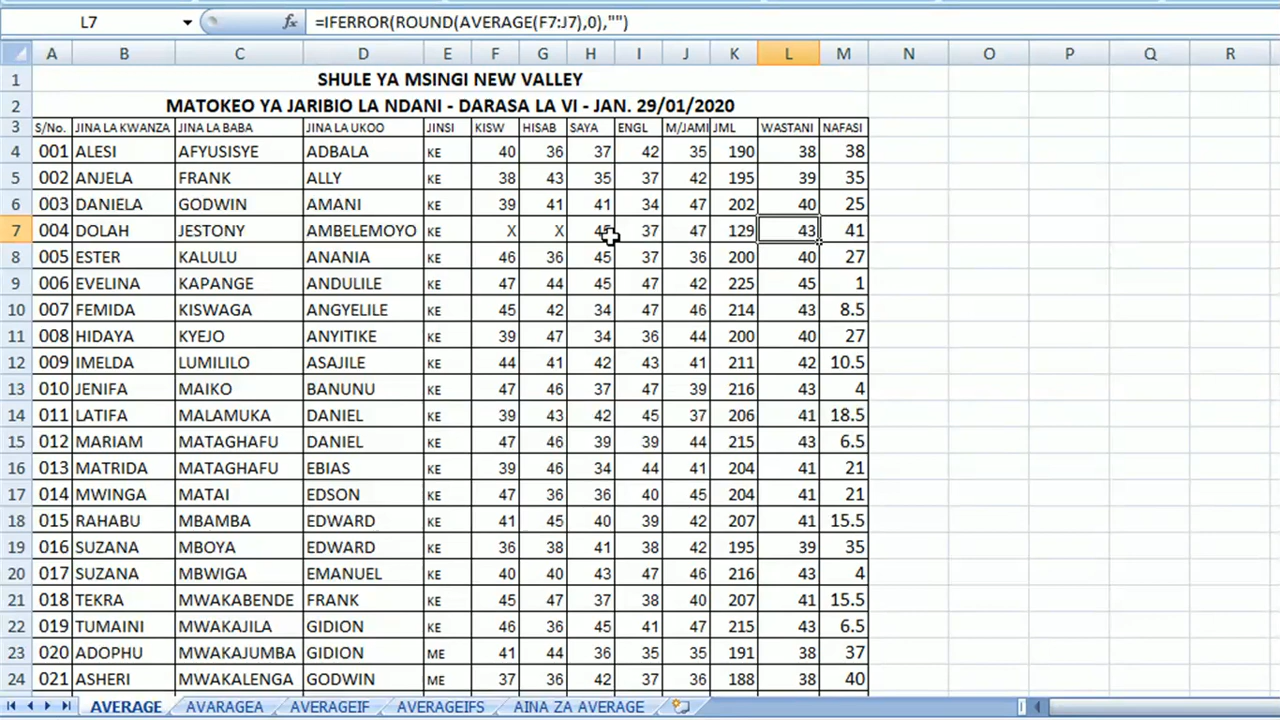 L7 fx =IFERROR(ROUND(AVERAGE(F7:J7),0),"")
A B C D E F G H I J K L M N O P Q R
1 SHULE YA MSINGI NEW VALLEY
2 MATOKEO YA JARIBIO LA NDANI - DARASA LA VI - JAN. 29/01/2020
3 S/No. JINA LA KWANZA JINA LA BABA JINA LA UKOO JINSI KISW HISAB SAYA ENGL M/JAMI JML WASTANI NAFASI
4 001 ALESI AFYUSISYE ADBALA KE 40 36 37 42 35 190 38 38
5 002 ANJELA FRANK ALLY KE 38 43 35 37 42 195 39 35
6 003 DANIELA GODWIN AMANI KE 39 41 41 34 47 202 40 25
7 004 DOLAH JESTONY AMBELEMOYO KE X X 45 37 47 129 43 41
8 005 ESTER KALULU ANANIA KE 46 36 45 37 36 200 40 27
9 006 EVELINA KAPANGE ANDULILE KE 47 44 45 47 42 225 45 1
10 007 FEMIDA KISWAGA ANGYELILE KE 45 42 34 47 46 214 43 8.5
11 008 HIDAYA KYEJO ANYITIKE KE 39 47 34 36 44 200 40 27
12 009 IMELDA LUMILILO ASAJILE KE 44 41 42 43 41 211 42 10.5
13 010 JENIFA MAIKO BANUNU KE 47 46 37 47 39 216 43 4
14 011 LATIFA MALAMUKA DANIEL KE 39 43 42 45 37 206 41 18.5
15 012 MARIAM MATAGHAFU DANIEL KE 47 46 39 39 44 215 43 6.5
16 013 MATRIDA MATAGHAFU EBIAS KE 39 46 34 44 41 204 41 21
17 014 MWINGA MATAI EDSON KE 47 36 36 40 45 204 41 21
18 015 RAHABU MBAMBA EDWARD KE 41 45 40 39 42 207 41 15.5
19 016 SUZANA MBOYA EDWARD KE 36 38 41 38 42 195 39 35
20 017 SUZANA MBWIGA EMANUEL KE 40 40 43 47 46 216 43 4
21 018 TEKRA MWAKABENDE FRANK KE 45 47 37 38 40 207 41 15.5
22 019 TUMAINI MWAKAJILA GIDION KE 46 36 45 41 47 215 43 6.5
23 020 ADOPHU MWAKAJUMBA GIDION ME 41 44 36 35 35 191 38 37
24 021 ASHERI MWAKALENGA GODWIN ME 37 36 42 37 36 188 38 40
AVERAGE AVARAGEA AVERAGEIF AVERAGEIFS AINA ZA AVERAGE